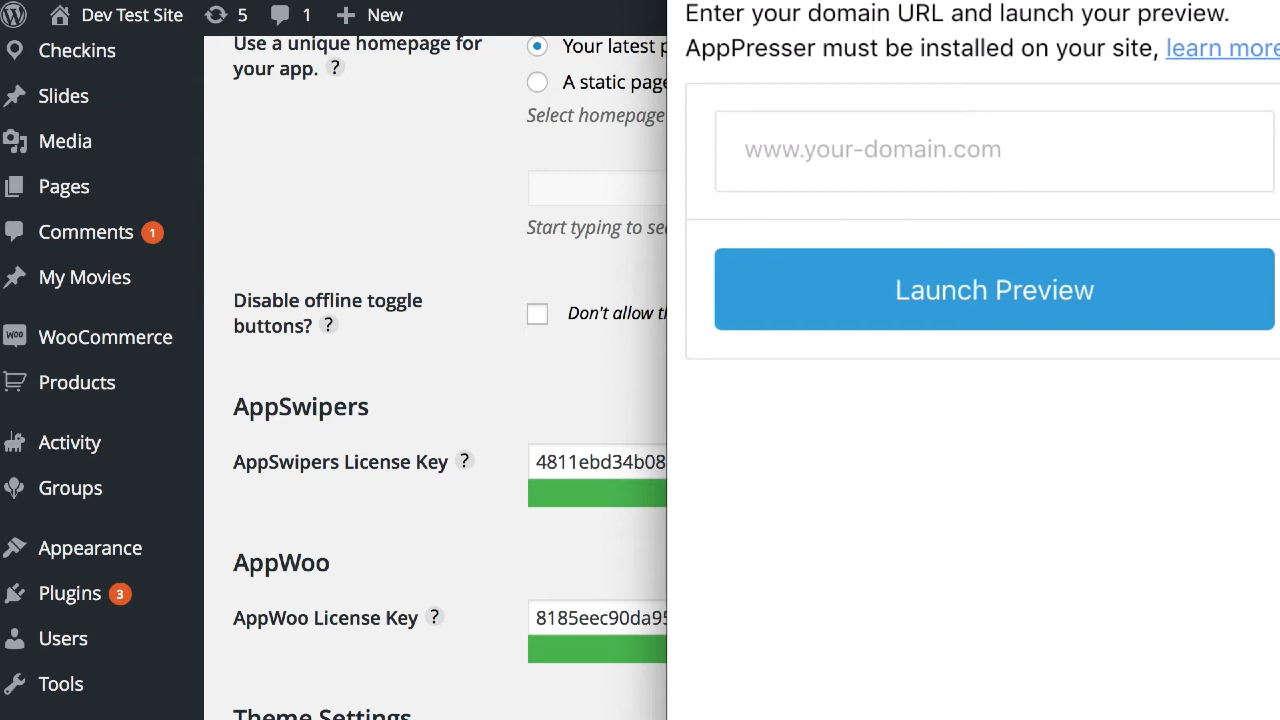 Dev Test Site
5
1
New
Checkins
Slides
Media
Pages
Comments 1
My Movies
WOO
WooCommerce
Products
Activity
Groups
Appearance
Plugins 3
Users
Tools
Use a unique homepage for
your app. ?
Your latest
A static page
Select homepage
Start typing to
Disable offline toggle
buttons? ?
Don't allow
AppSwipers
AppSwipers License Key ?
4811ebd34b08
AppWoo
AppWoo License Key ?
8185eec90da95
Theme Settings
Enter your domain URL and launch your preview.
AppPresser must be installed on your site, learn more
www.your-domain.com
Launch Preview